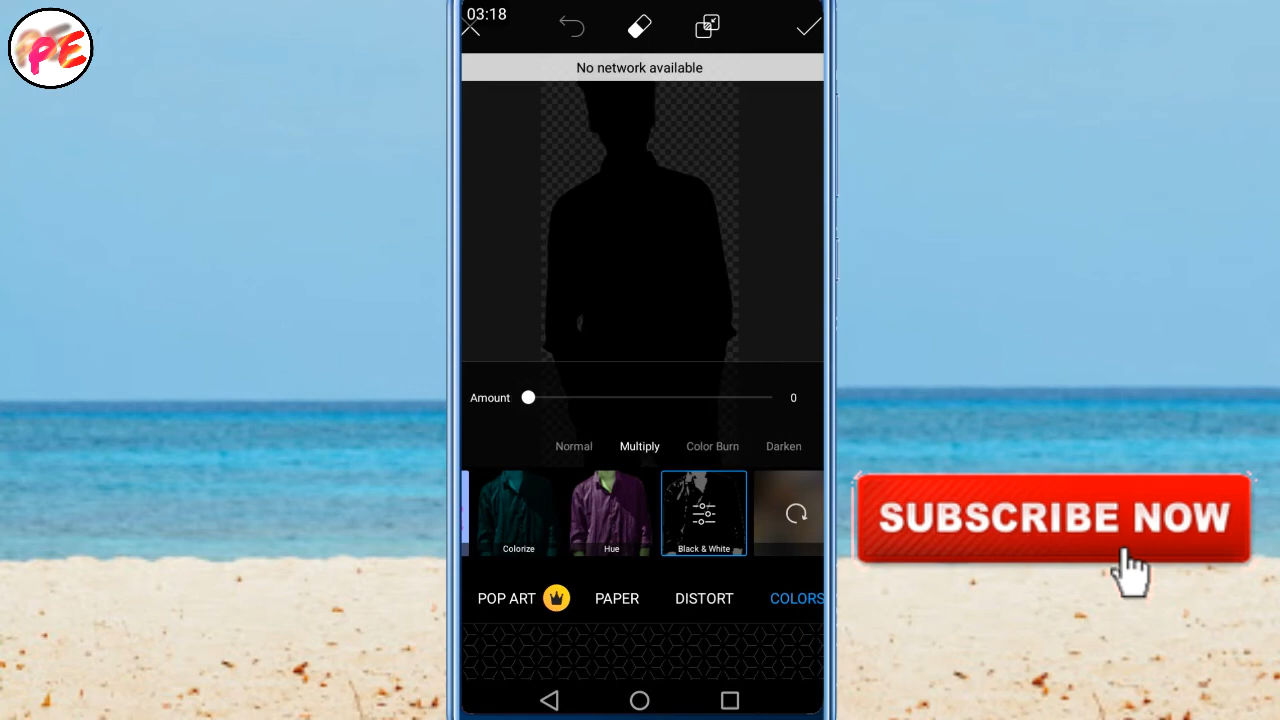 PE
03:18
No network available
Amount 0
Normal Multiply Color Burn Darken
Colorize Hue Black & White
POP ART PAPER DISTORT COLORS
SUBSCRIBE NOW